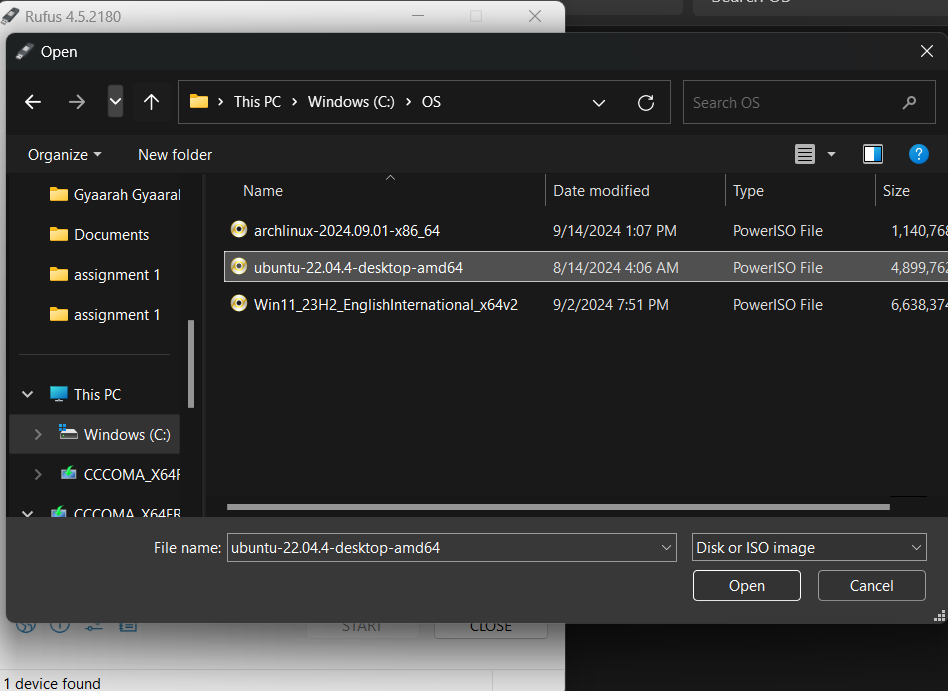 Rufus 4.5.2180
Open
This PC > Windows (C:) > OS
Search OS
Organize
New folder
?
Name
Date modified
Type
Size
archlinux-2024.09.01-x86_64 9/14/2024 1:07 PM PowerISO File 1,140,768
ubuntu-22.04.4-desktop-amd64 8/14/2024 4:06 AM PowerISO File 4,899,762
Win11_23H2_EnglishInternational_x64v2 9/2/2024 7:51 PM PowerISO File 6,638,374
Gyaarah Gyaarah
Documents
assignment 1
assignment 1
This PC
Windows (C:)
CCCOMA_X64F
CCCOMA_X64FR
File name: ubuntu-22.04.4-desktop-amd64
Disk or ISO image
Open
Cancel
START
CLOSE
1 device found